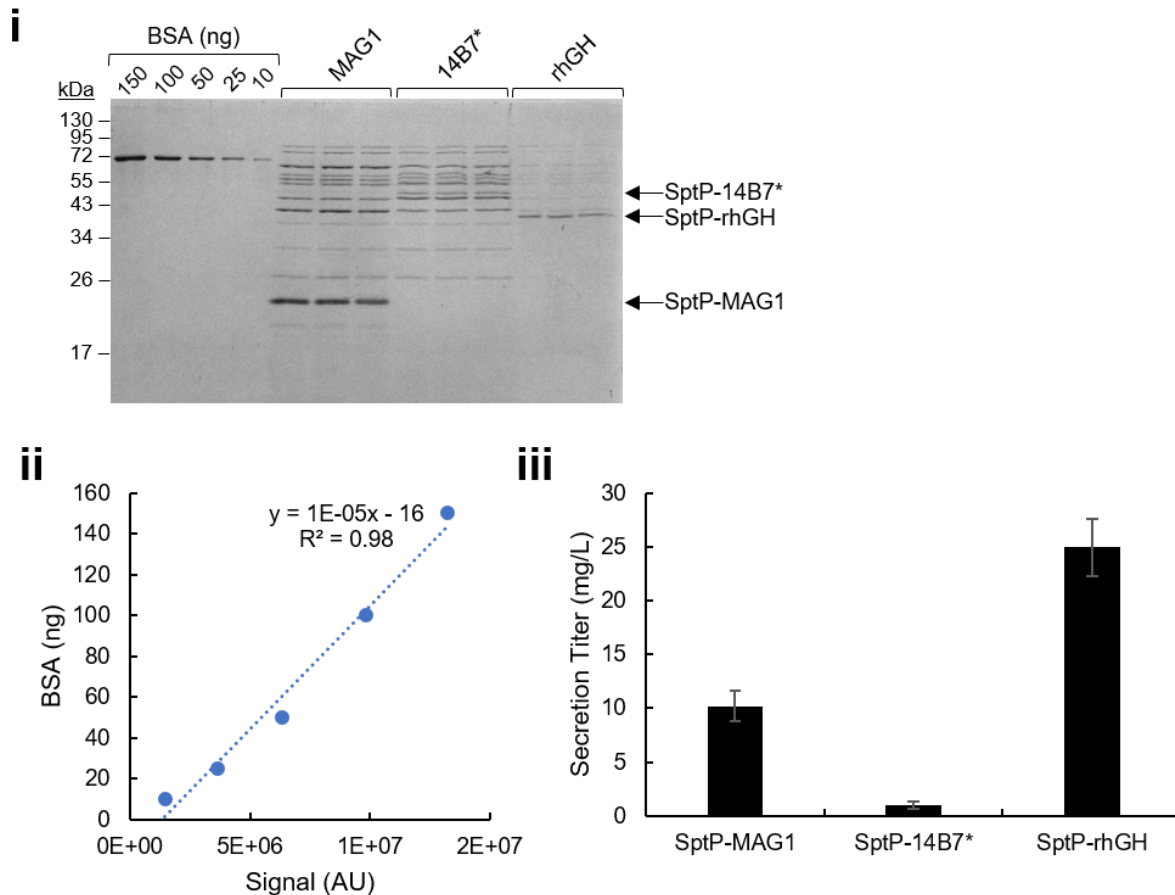 i
BSA (ng)
MAG1
14B7*
rhGH
kDa
150
100
50
25
10
130
95
72
55
43
34
26
17
SptP-14B7*
SptP-rhGH
SptP-MAG1
ii
y = 1E-05x - 16
R² = 0.98
BSA (ng)
160
140
120
100
80
60
40
20
0
0E+00
5E+06
1E+07
2E+07
2E+07
Signal (AU)
iii
Secretion Titer (mg/L)
30
25
20
15
10
5
0
SptP-MAG1
SptP-14B7*
SptP-rhGH